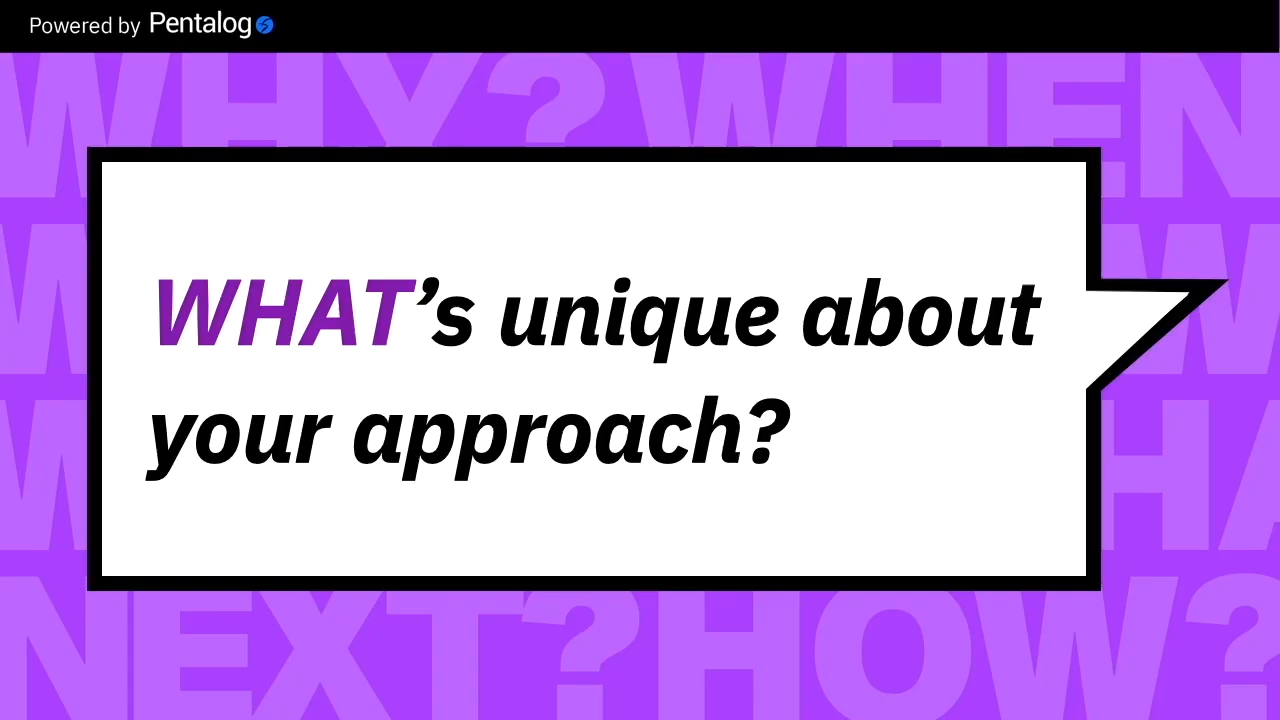 Powered by Pentalog
WHY? WHEN
WHAT's unique about
your approach?
NEXT? HOW?